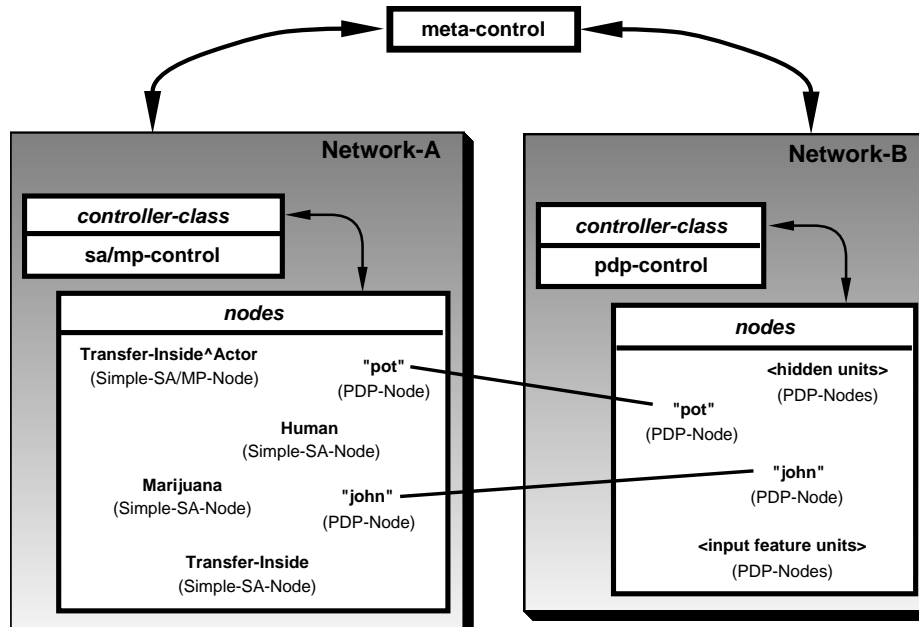 meta-control
Network-A
controller-class
sa/mp-control
nodes
Transfer-Inside^Actor
(Simple-SA/MP-Node)
"pot"
(PDP-Node)
Human
(Simple-SA-Node)
Marijuana
(Simple-SA-Node)
"john"
(PDP-Node)
Transfer-Inside
(Simple-SA-Node)
Network-B
controller-class
pdp-control
nodes
<hidden units>
(PDP-Nodes)
"pot"
(PDP-Node)
"john"
(PDP-Node)
<input feature units>
(PDP-Nodes)